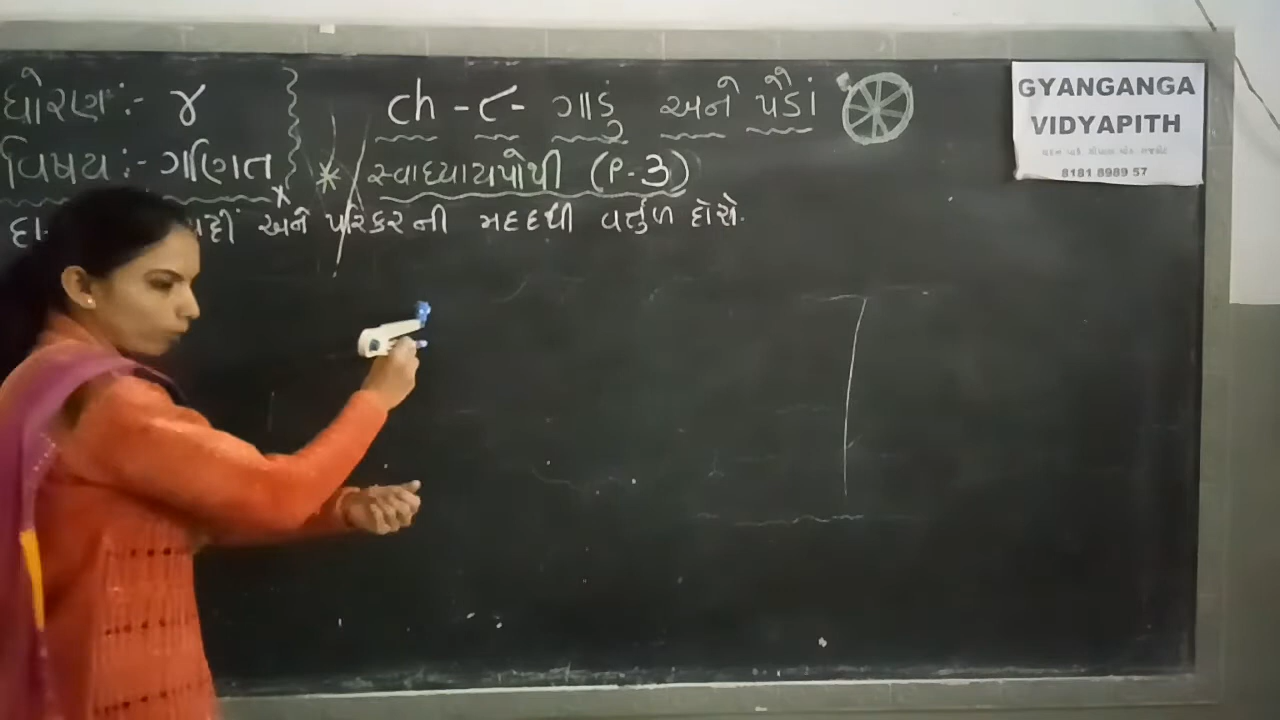 ધોરણ :- ૪
ch - ૮ - ગાડું અને પૈડાં
વિષય :- ગણિત
* સ્વાધ્યાયપોથી (P-3)
અને પરિકરની મદદથી વર્તુળ દોરો.
GYANGANGA
VIDYAPITH
8181 8989 57